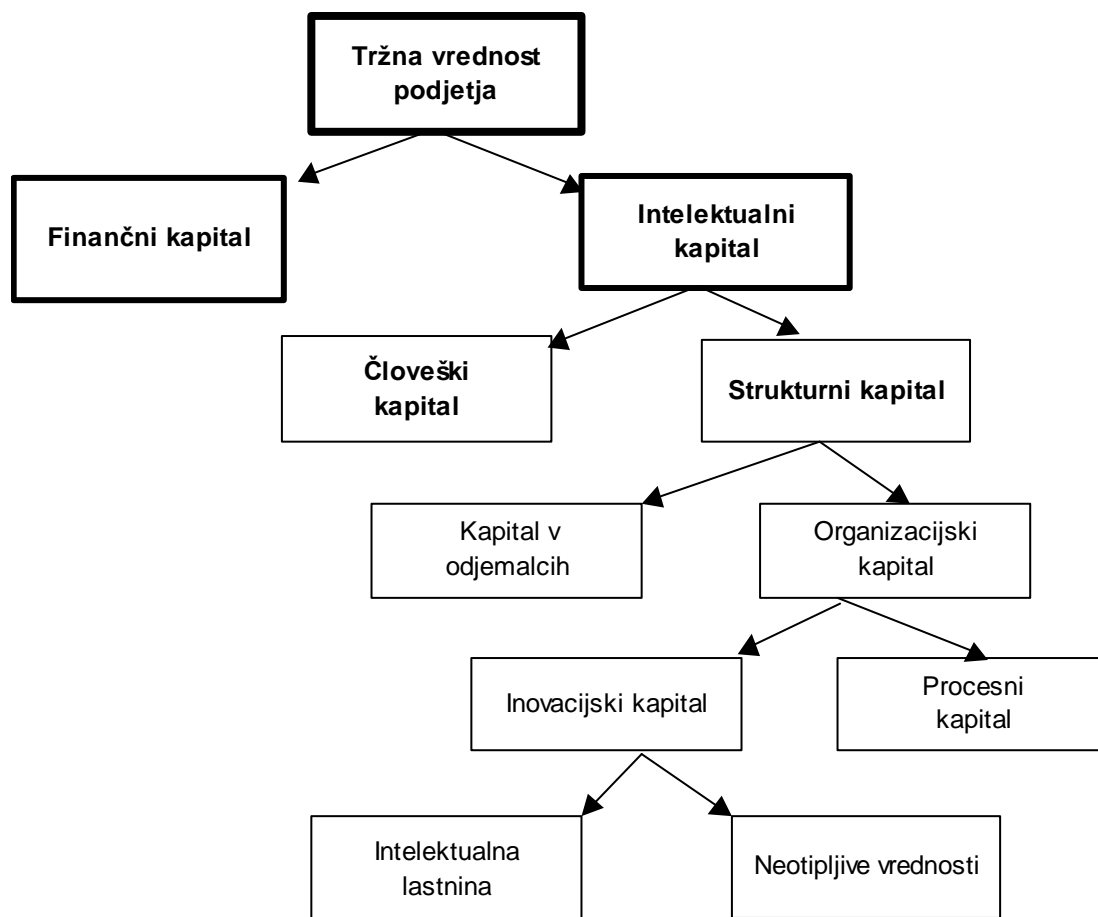 Tržna vrednost
podjetja
Finančni kapital
Intelektualni
kapital
Človeški
kapital
Strukturni kapital
Kapital v
odjemalcih
Organizacijski
kapital
Inovacijski kapital
Procesni
kapital
Intelektualna
lastnina
Neotipljive vrednosti